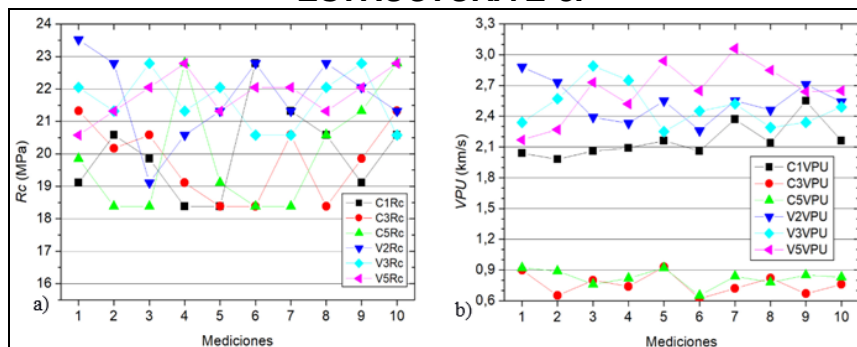 24
23
22
21
20
19
18
17
16
Rc (MPa)
C1Rc
C3Rc
C5Rc
V2Rc
V3Rc
V5Rc
a)
1 2 3 4 5 6 7 8 9 10
Mediciones
3,3
3,0
2,7
2,4
2,1
1,8
1,5
1,2
0,9
0,6
VPU (km/s)
C1VPU
C3VPU
C5VPU
V2VPU
V3VPU
V5VPU
b)
1 2 3 4 5 6 7 8 9 10
Mediciones